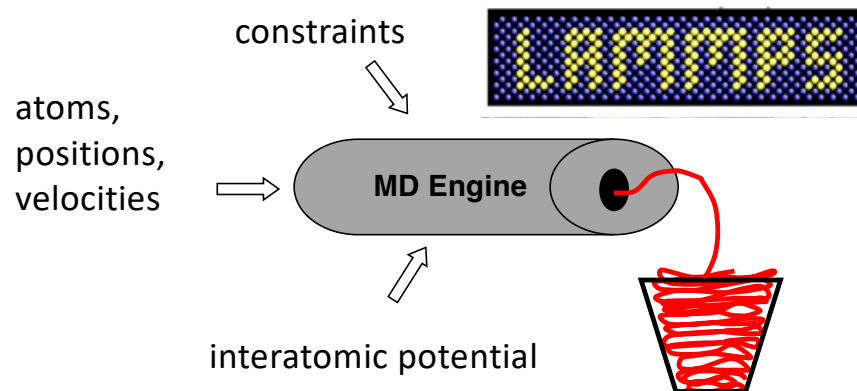 constraints
LAMMPS
atoms,
positions,
velocities
MD Engine
interatomic potential